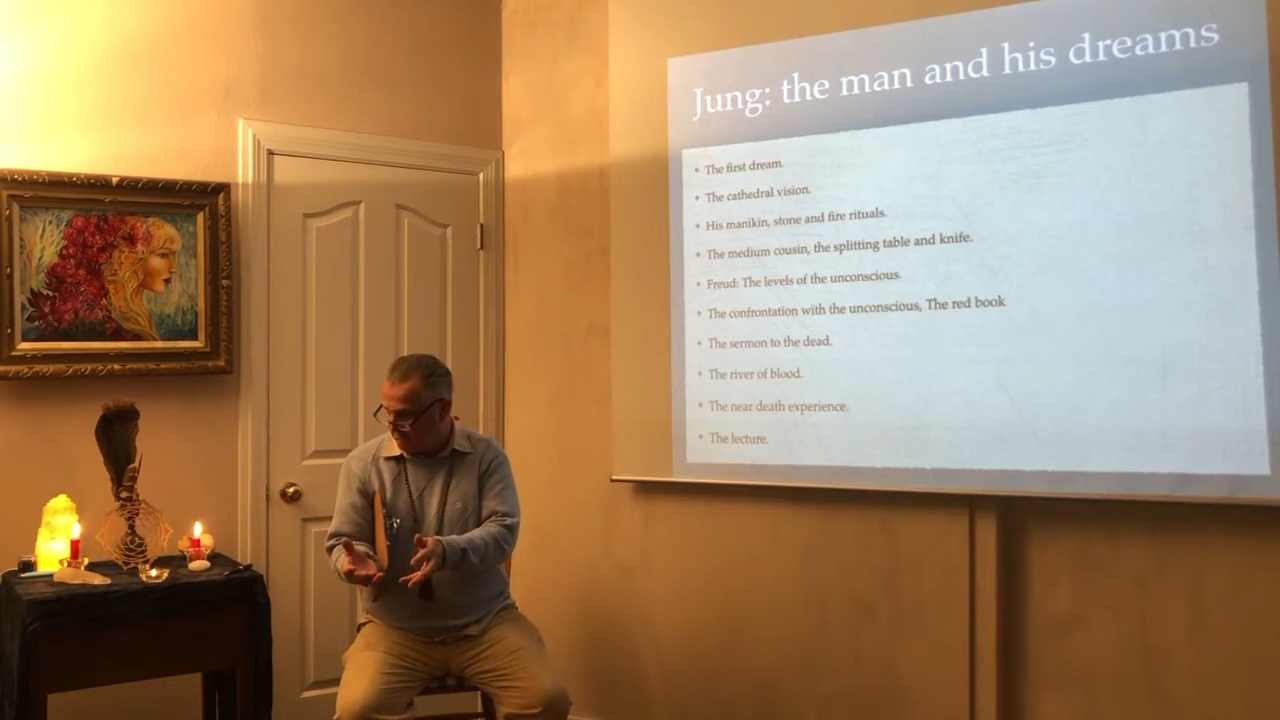 Jung: the man and his dreams
• The first dream.
• The cathedral vision.
• His manikin, stone and fire rituals.
• The medium cousin, the splitting table and knife.
• Freud: The levels of the unconscious.
• The confrontation with the unconscious, The red book
• The sermon to the dead.
• The river of blood.
• The near death experience.
• The lecture.